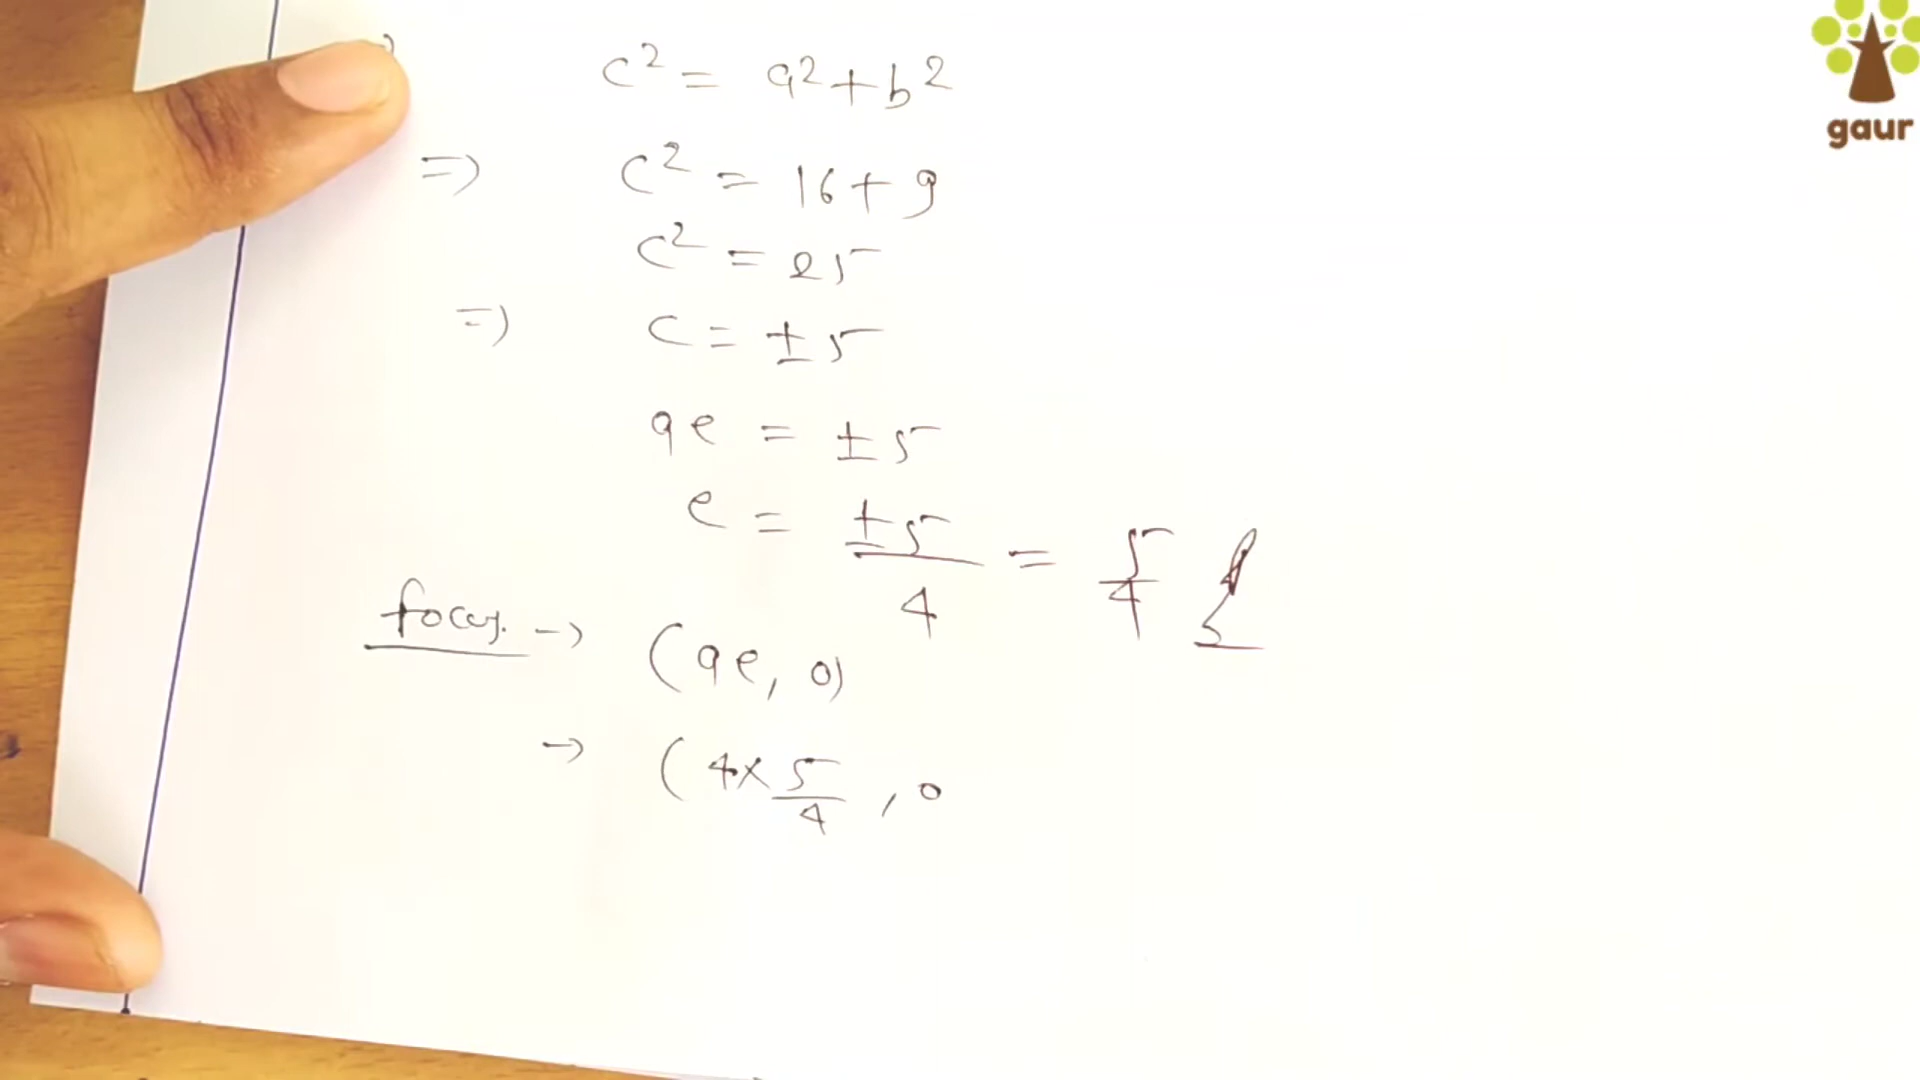 c² = a² + b²
=> c² = 16 + 9
c² = 25
=> c = ±5
ae = ±5
e = ±5/4 = 5/4
focus. -> (ae, 0)
-> (4 × 5/4 , 0
gaur